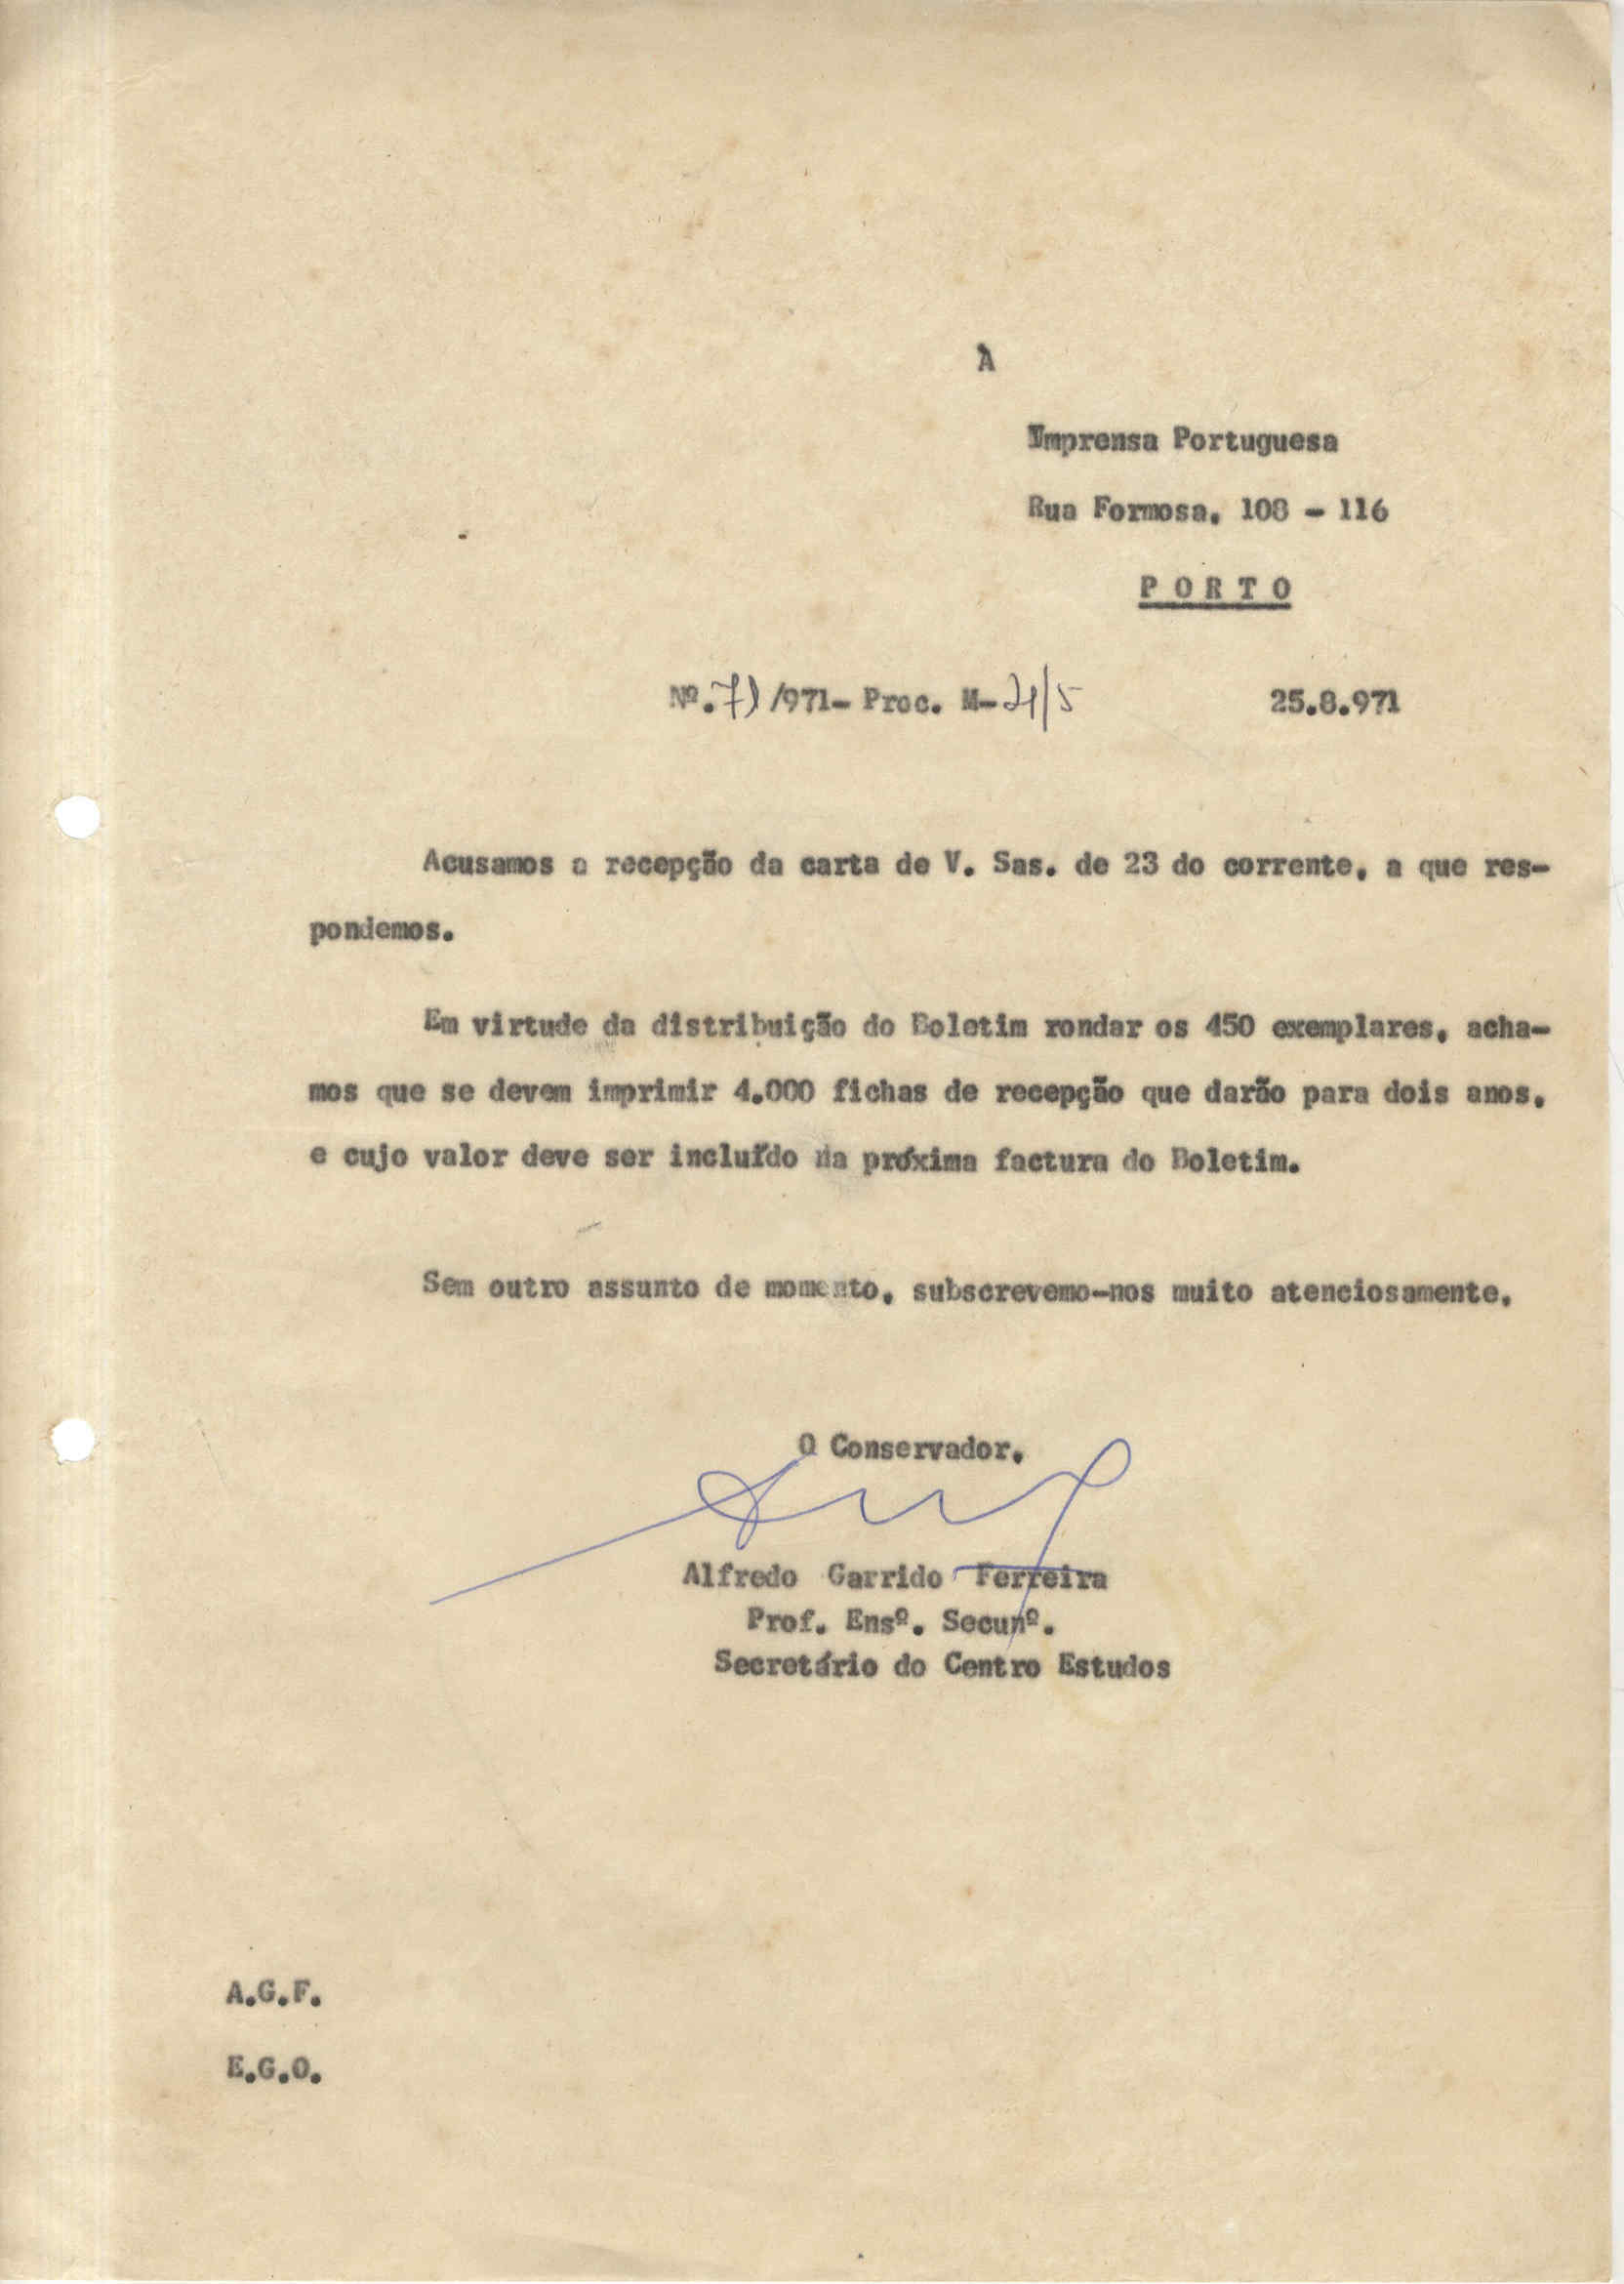 À
Imprensa Portuguesa
Rua Formosa, 108 - 116
P O R T O
Nº. /971- Proc. M-21/5 25.8.971
Acusamos a recepção da carta de V. Sas. de 23 do corrente, a que res-
pondemos.
Em virtude da distribuição do Boletim rondar os 450 exemplares, acha-
mos que se devem imprimir 4.000 fichas de recepção que darão para dois anos,
e cujo valor deve ser incluído na próxima factura do Boletim.
Sem outro assunto de momento, subscrevemo-nos muito atenciosamente,
O Conservador,
Alfredo Garrido Ferreira
Prof. Ensº. Secunº.
Secretário do Centro Estudos
A.G.F.
E.G.O.